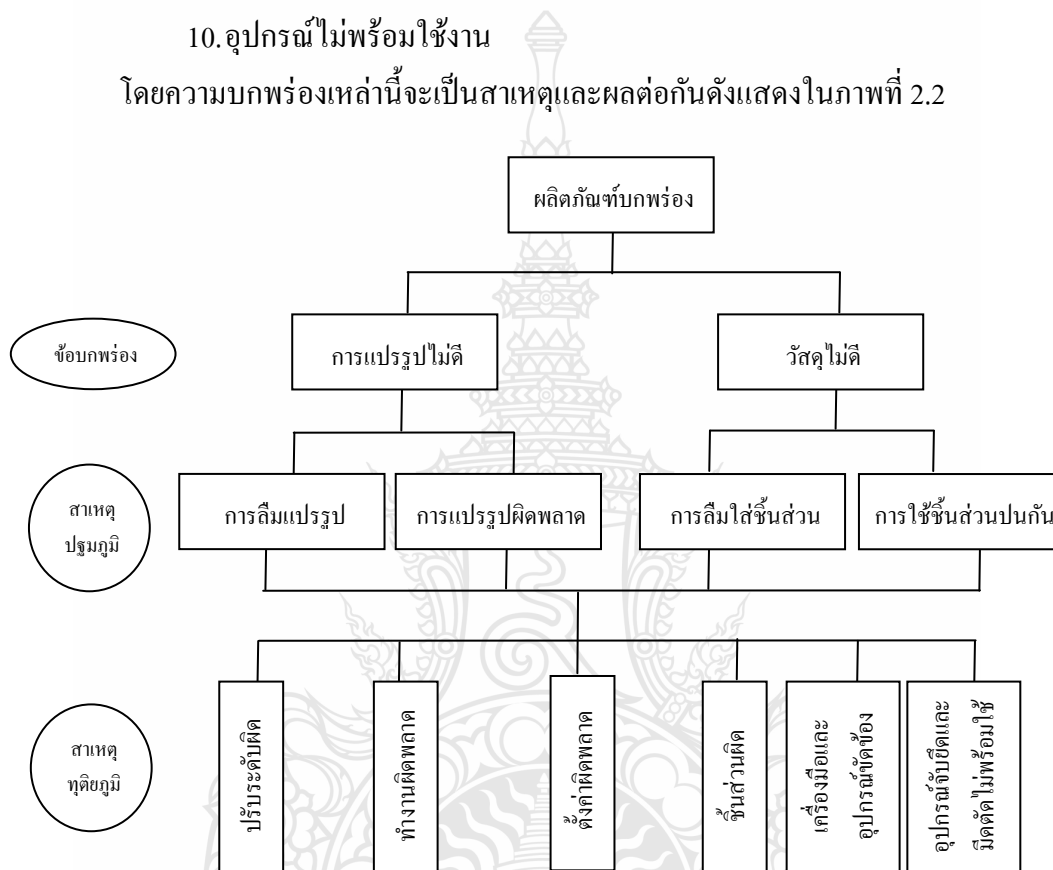 10.อุปกรณ์ไม่พร้อมใช้งาน
โดยความบกพร่องเหล่านี้จะเป็นสาเหตุและผลต่อกันดังแสดงในภาพที่ 2.2
ผลิตภัณฑ์บกพร่อง
ข้อบกพร่อง
การแปรรูปไม่ดี
วัสดุไม่ดี
สาเหตุ
ปฐมภูมิ
การลืมแปรรูป
การแปรรูปผิดพลาด
การลืมใส่ชิ้นส่วน
การใช้ชิ้นส่วนปนกัน
สาเหตุ
ทุติยภูมิ
ปรับระดับผิด
ทำงานผิดพลาด
ตั้งค่าผิดพลาด
ชิ้นส่วนผิด
เครื่องมือและ
อุปกรณ์ขัดข้อง
อุปกรณ์จับยึดและ
มีดตัดไม่พร้อมใช้